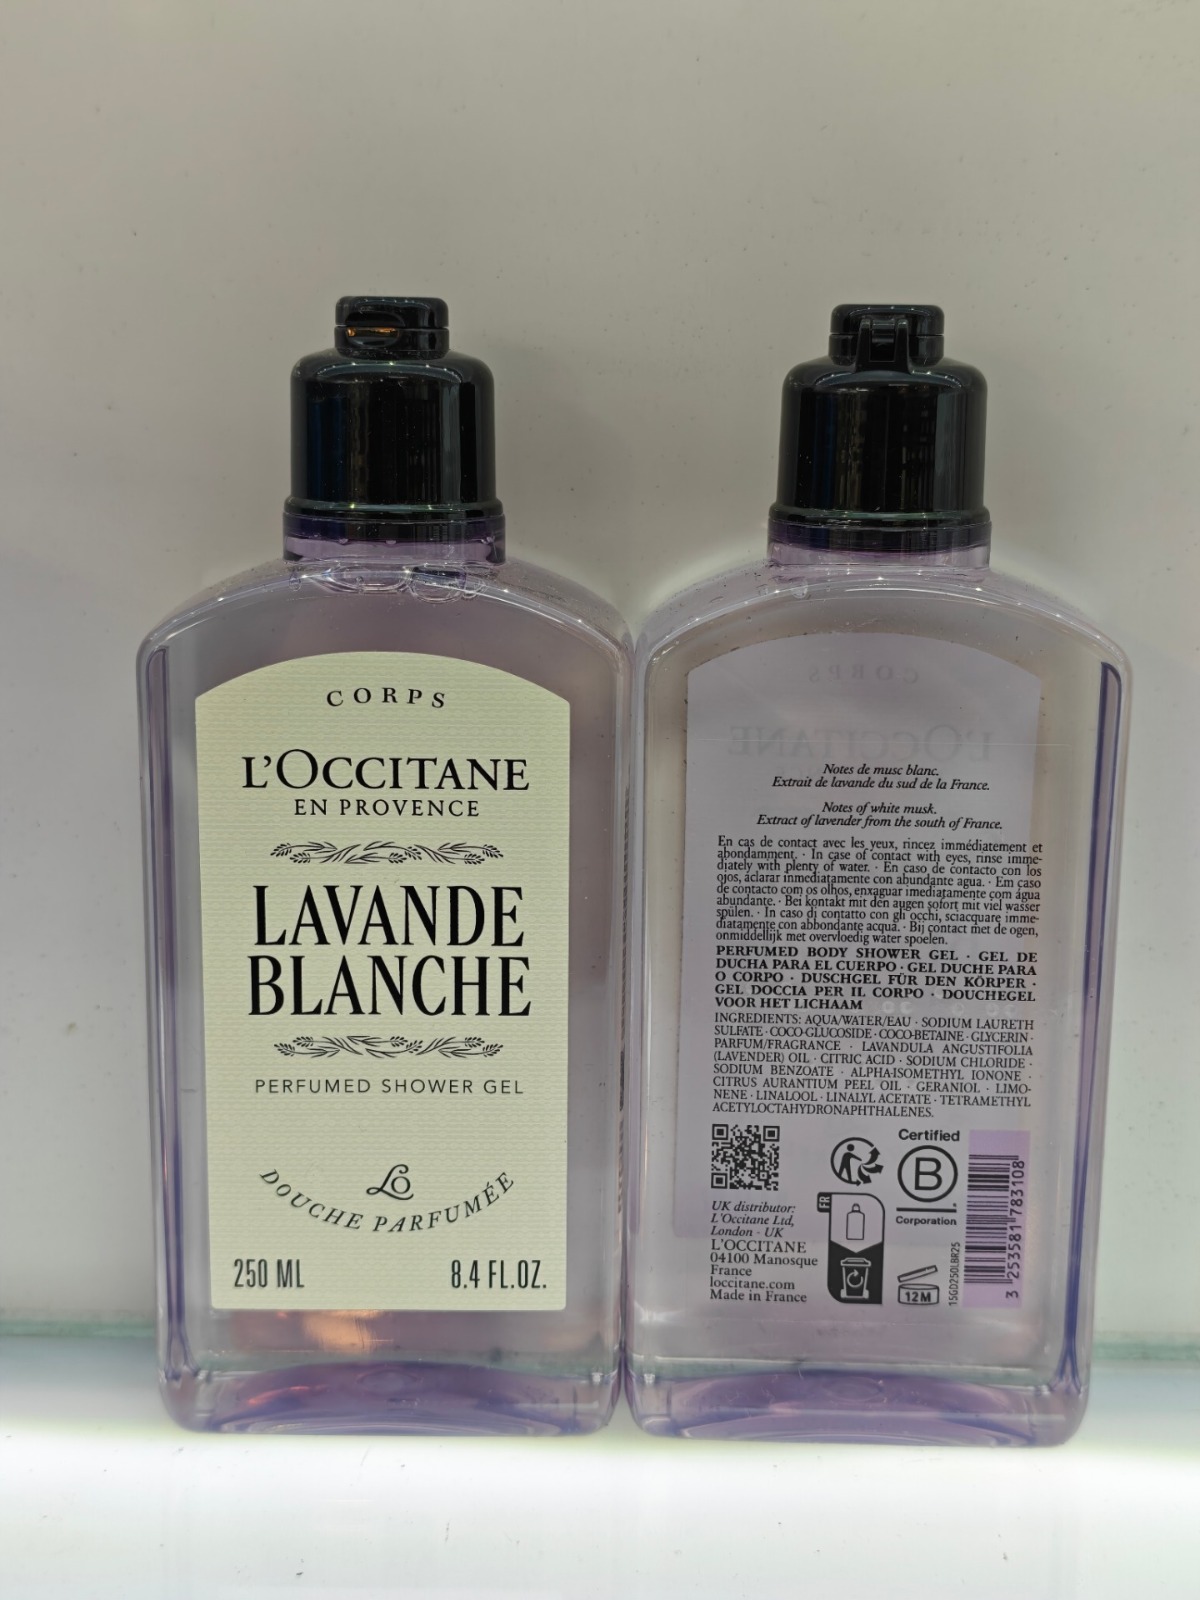 CORPS
L'OCCITANE
EN PROVENCE
LAVANDE
BLANCHE
PERFUMED SHOWER GEL
LO
DOUCHE PARFUMÉE
250 ML 8.4 FL.OZ.
CORPS
L'OCCITANE
Notes de musc blanc.
Extrait de lavande du sud de la France.
Notes of white musk.
Extract of lavender from the south of France.
En cas de contact avec les yeux, rincez immédiatement et
abondamment. · In case of contact with eyes, rinse imme-
diately with plenty of water. · En caso de contacto con los
ojos, aclarar inmediatamente con abundante agua. · Em caso
de contacto com os olhos, enxaguar imediatamente com água
abundante. · Bei kontakt mit den augen sofort mit viel wasser
spülen. · In caso di contatto con gli occhi, sciacquare imme-
diatamente con abbondante acqua. · Bij contact met de ogen,
onmiddellijk met overvloedig water spoelen.
PERFUMED BODY SHOWER GEL · GEL DE
DUCHA PARA EL CUERPO · GEL DUCHE PARA
O CORPO · DUSCHGEL FÜR DEN KÖRPER ·
GEL DOCCIA PER IL CORPO · DOUCHEGEL
VOOR HET LICHAAM
INGREDIENTS: AQUA/WATER/EAU · SODIUM LAURETH
SULFATE · COCO-GLUCOSIDE · COCO-BETAINE · GLYCERIN ·
PARFUM/FRAGRANCE · LAVANDULA ANGUSTIFOLIA
(LAVENDER) OIL · CITRIC ACID · SODIUM CHLORIDE ·
SODIUM BENZOATE · ALPHA-ISOMETHYL IONONE ·
CITRUS AURANTIUM PEEL OIL · GERANIOL · LIMO-
NENE · LINALOOL · LINALYL ACETATE · TETRAMETHYL
ACETYLOCTAHYDRONAPHTHALENES.
UK distributor:
L'Occitane Ltd,
London - UK
L'OCCITANE
04100 Manosque
France
loccitane.com
Made in France
FR
Certified
B
Corporation
12M
15GD250LBR25
3 253581 783108